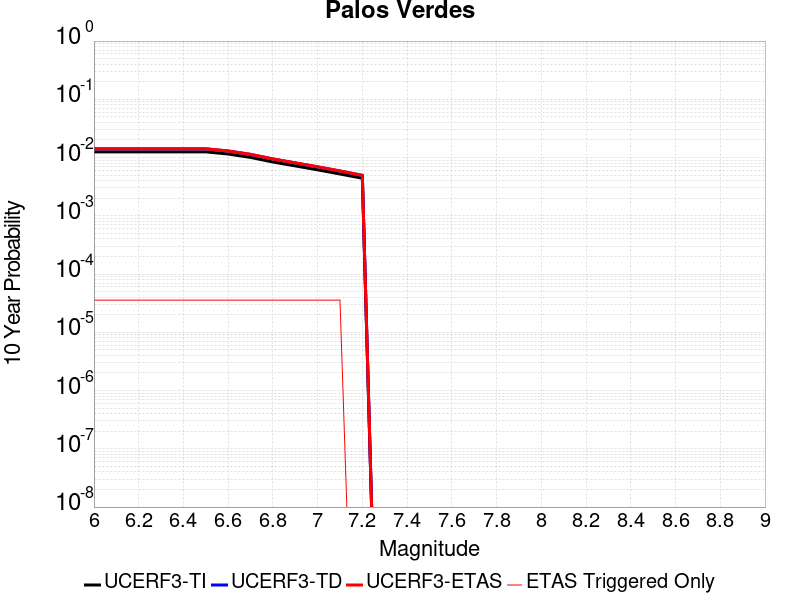 Palos Verdes
10^0
10^-1
10^-2
10^-3
10^-4
10^-5
10^-6
10^-7
10^-8
10 Year Probability
6 6.2 6.4 6.6 6.8 7 7.2 7.4 7.6 7.8 8 8.2 8.4 8.6 8.8 9
Magnitude
UCERF3-TI UCERF3-TD UCERF3-ETAS ETAS Triggered Only